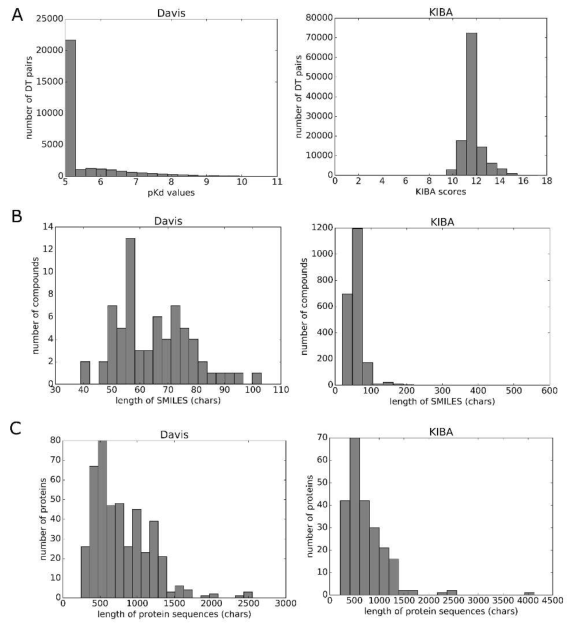 A
Davis
25000
20000
15000
10000
5000
0
5 6 7 8 9 10 11
pKd values
number of DT pairs
KIBA
80000
70000
60000
50000
40000
30000
20000
10000
0
0 2 4 6 8 10 12 14 16 18
KIBA scores
number of DT pairs
B
Davis
14
12
10
8
6
4
2
0
30 40 50 60 70 80 90 100 110
length of SMILES (chars)
number of compounds
KIBA
1200
1000
800
600
400
200
0
0 100 200 300 400 500 600
length of SMILES (chars)
number of compounds
C
Davis
80
70
60
50
40
30
20
10
0
0 500 1000 1500 2000 2500 3000
length of protein sequences (chars)
number of proteins
KIBA
70
60
50
40
30
20
10
0
0 500 1000 1500 2000 2500 3000 3500 4000 4500
length of protein sequences (chars)
number of proteins